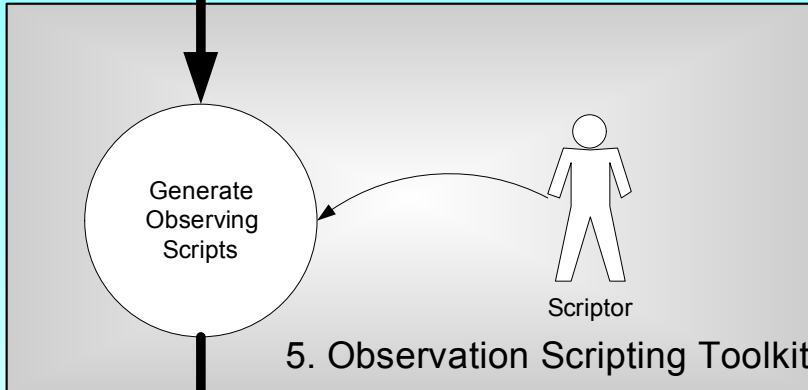 Generate
Observing
Scripts
Scriptor
5. Observation Scripting Toolkit